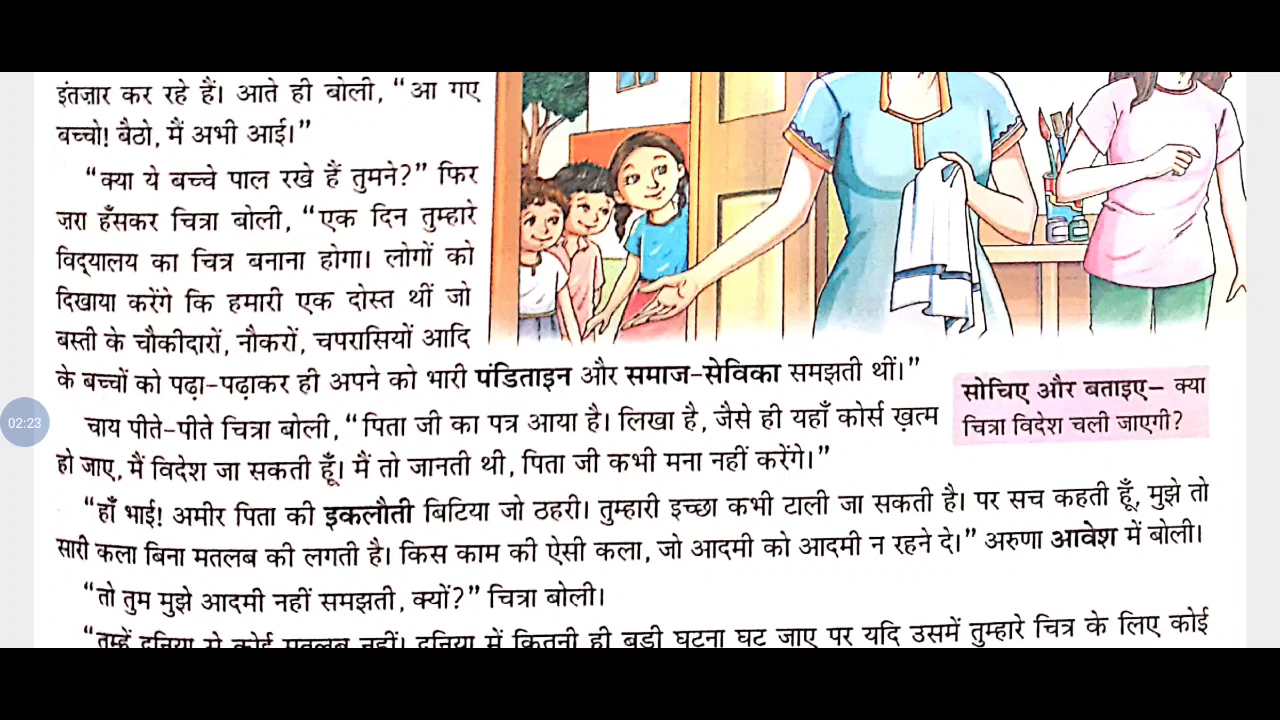 इंतज़ार कर रहे हैं। आते ही बोली, “आ गए
बच्चो! बैठो, मैं अभी आई।”
“क्या ये बच्चे पाल रखे हैं तुमने?” फिर
ज़रा हँसकर चित्रा बोली, “एक दिन तुम्हारे
विद्यालय का चित्र बनाना होगा। लोगों को
दिखाया करेंगे कि हमारी एक दोस्त थीं जो
बस्ती के चौकीदारों, नौकरों, चपरासियों आदि
के बच्चों को पढ़ा-पढ़ाकर ही अपने को भारी पंडिताइन और समाज-सेविका समझती थीं।”
सोचिए और बताइए– क्या
चित्रा विदेश चली जाएगी?
चाय पीते-पीते चित्रा बोली, “पिता जी का पत्र आया है। लिखा है, जैसे ही यहाँ कोर्स ख़त्म
हो जाए, मैं विदेश जा सकती हूँ। मैं तो जानती थी, पिता जी कभी मना नहीं करेंगे।”
“हाँ भाई! अमीर पिता की इकलौती बिटिया जो ठहरी। तुम्हारी इच्छा कभी टाली जा सकती है। पर सच कहती हूँ, मुझे तो
सारी कला बिना मतलब की लगती है। किस काम की ऐसी कला, जो आदमी को आदमी न रहने दे।” अरुणा आवेश में बोली।
“तो तुम मुझे आदमी नहीं समझती, क्यों?” चित्रा बोली।
“तुम्हें दुनिया से कोई मतलब नहीं। दुनिया में कितनी ही बड़ी घटना घट जाए पर यदि उसमें तुम्हारे चित्र के लिए कोई
02:23